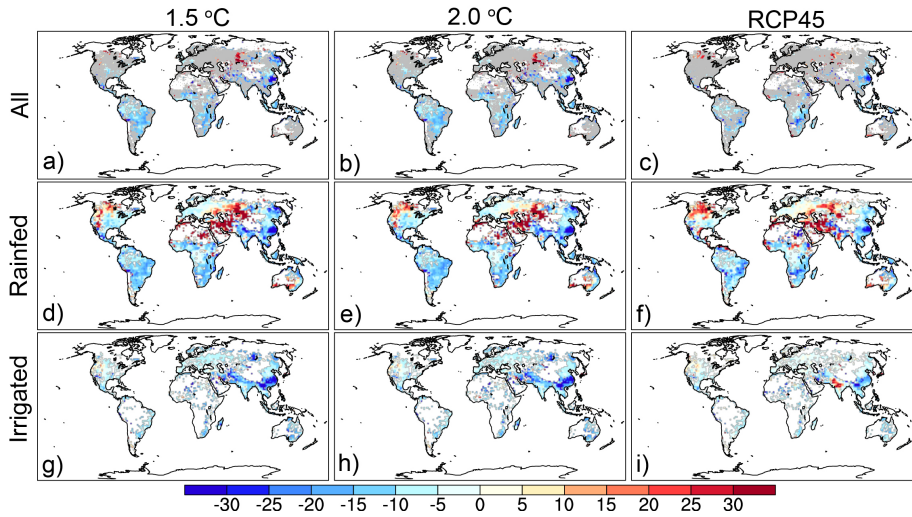 1.5 °C 2.0 °C RCP45
All
a) b) c)
Rainfed
d) e) f)
Irrigated
g) h) i)
-30 -25 -20 -15 -10 -5 0 5 10 15 20 25 30